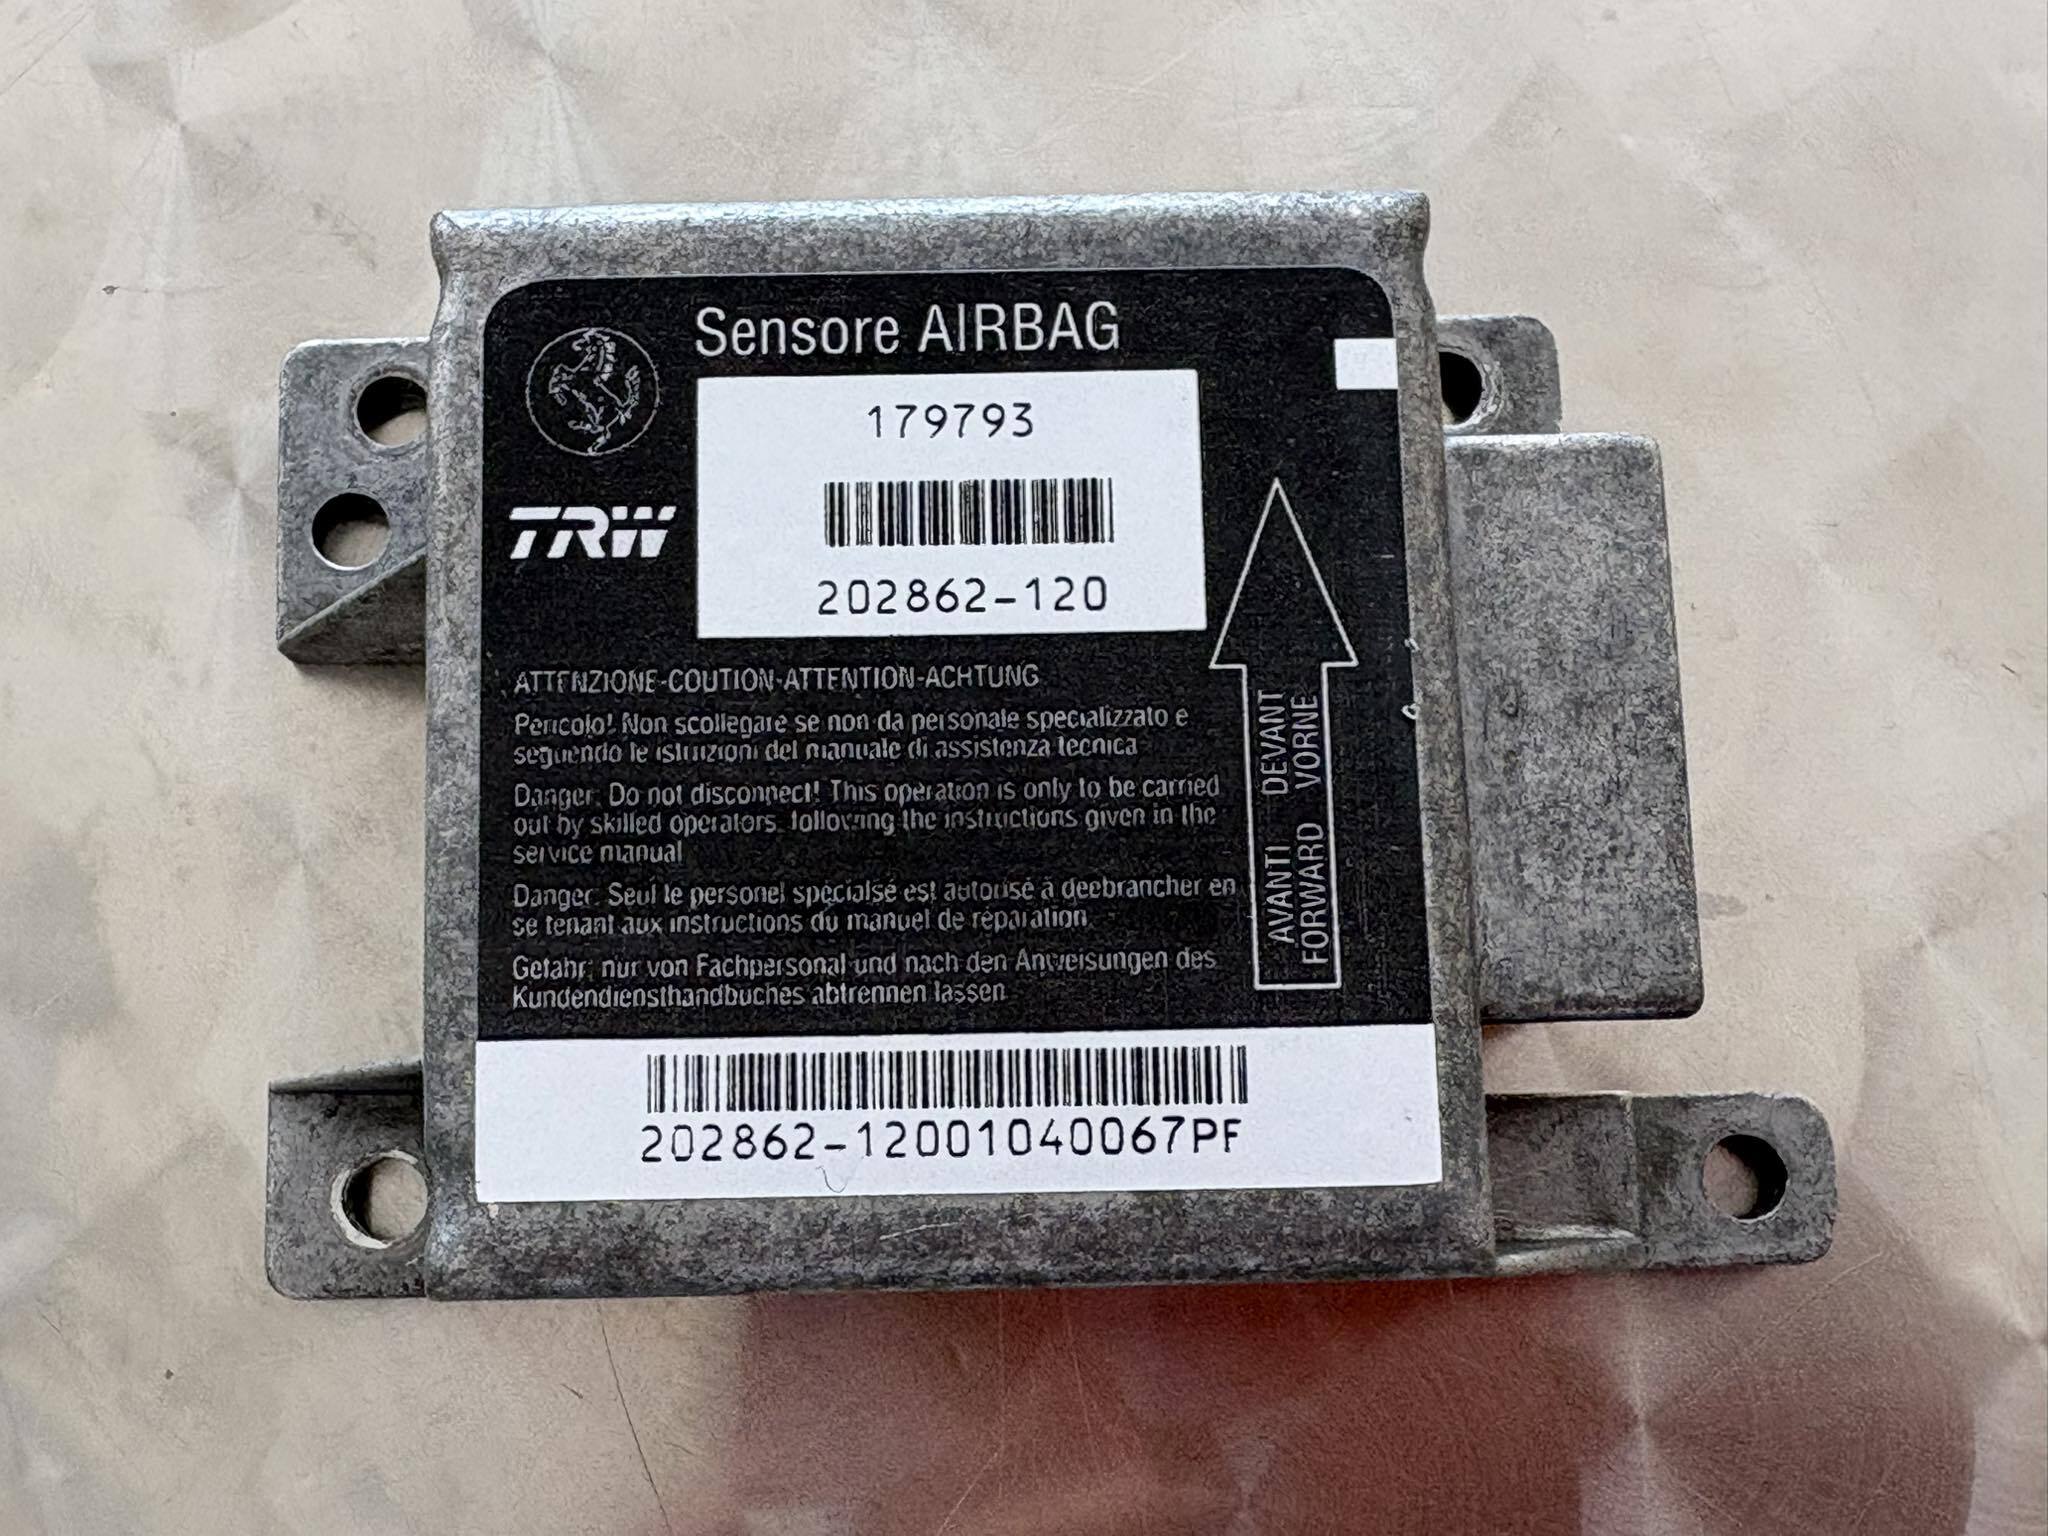 Sensore AIRBAG
179793
TRW
202862-120
ATTENZIONE-COUTION-ATTENTION-ACHTUNG
Pericolo! Non scollegare se non da personale specializzato e
seguendo le istruzioni del manuale di assistenza tecnica
Danger: Do not disconnect! This operation is only to be carried
out by skilled operators, following the instructions given in the
service manual
Danger: Seul le personel spécialsé est autorisé à deebrancher en
se tenant aux instructions du manuel de réparation
Gefahr: nur von Fachpersonal und nach den Anweisungen des
Kundendiensthandbuches abtrennen lassen
AVANTI DEVANT
FORWARD VORNE
202862-12001040067PF